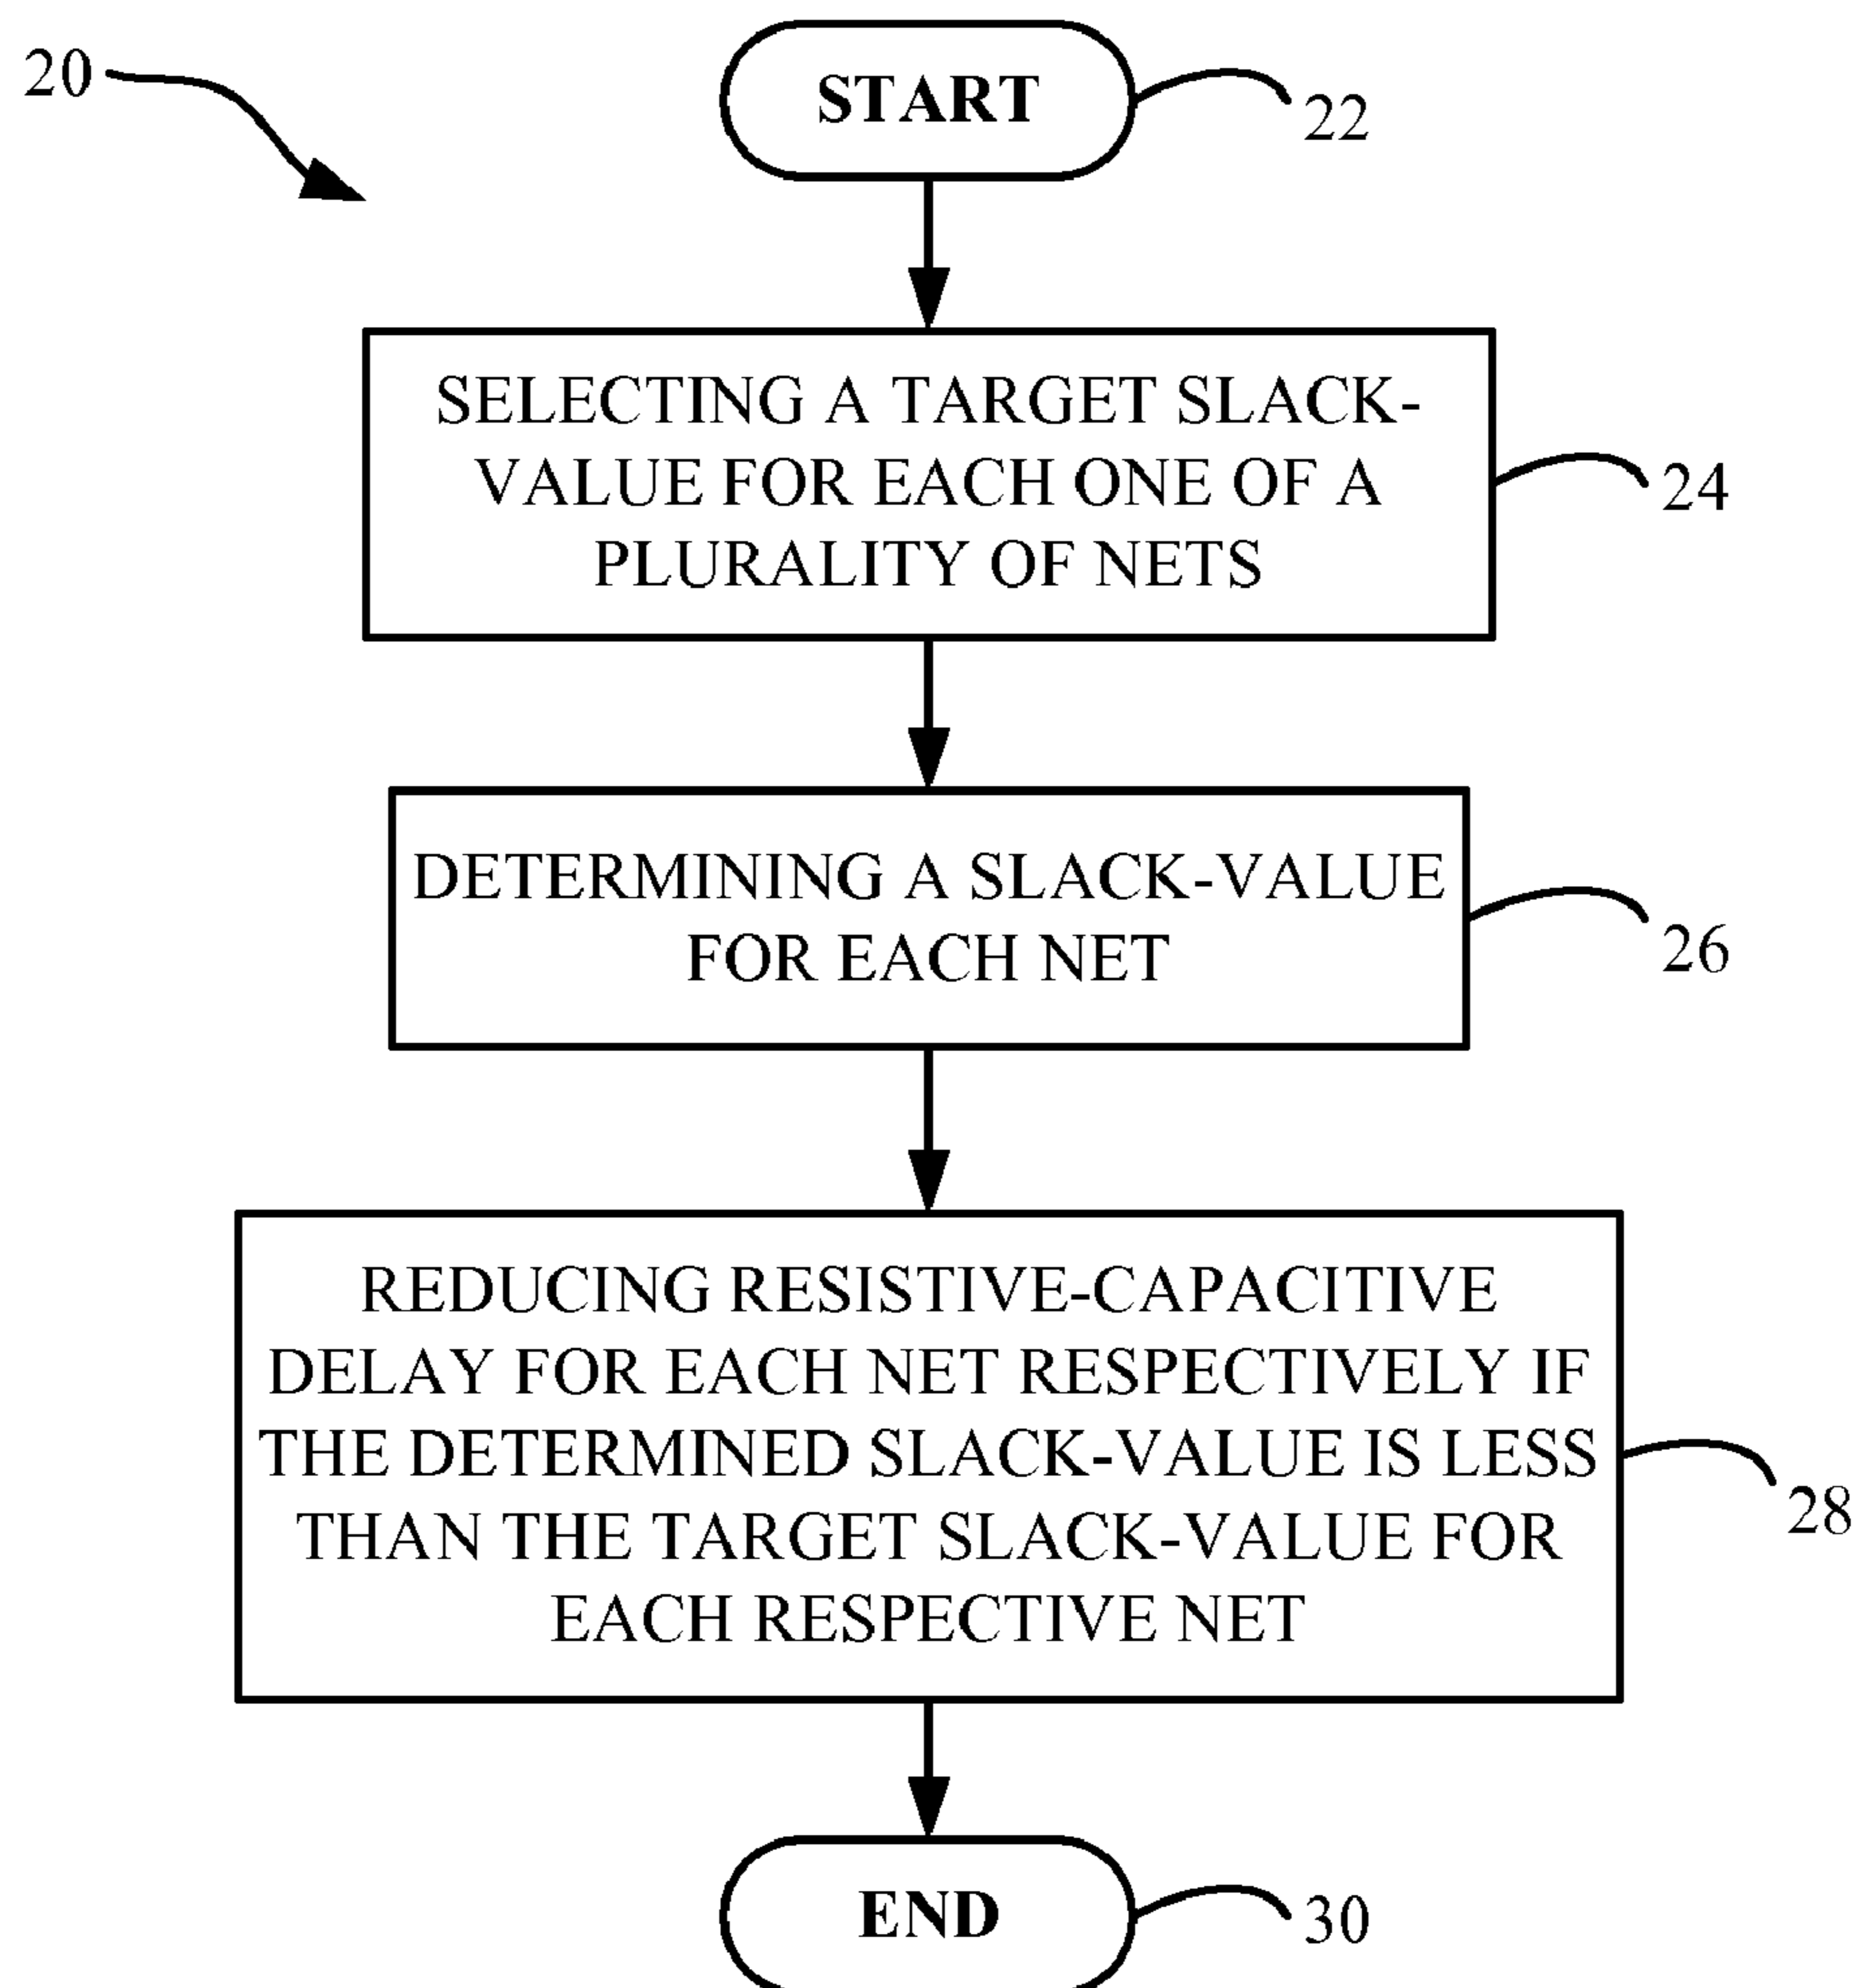 20
START
22
SELECTING A TARGET SLACK-
VALUE FOR EACH ONE OF A
PLURALITY OF NETS
24
DETERMINING A SLACK-VALUE
FOR EACH NET
26
REDUCING RESISTIVE-CAPACITIVE
DELAY FOR EACH NET RESPECTIVELY IF
THE DETERMINED SLACK-VALUE IS LESS
THAN THE TARGET SLACK-VALUE FOR
EACH RESPECTIVE NET
28
END
30